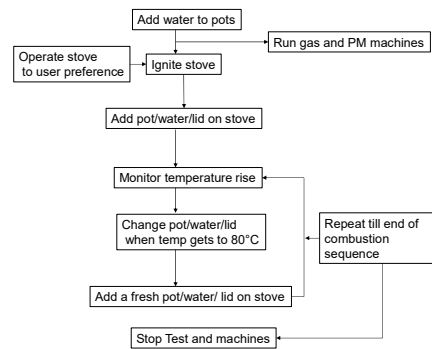 Add water to pots
Run gas and PM machines
Operate stove
to user preference
Ignite stove
Add pot/water/lid on stove
Monitor temperature rise
Change pot/water/lid
when temp gets to 80°C
Repeat till end of
combustion
sequence
Add a fresh pot/water/ lid on stove
Stop Test and machines